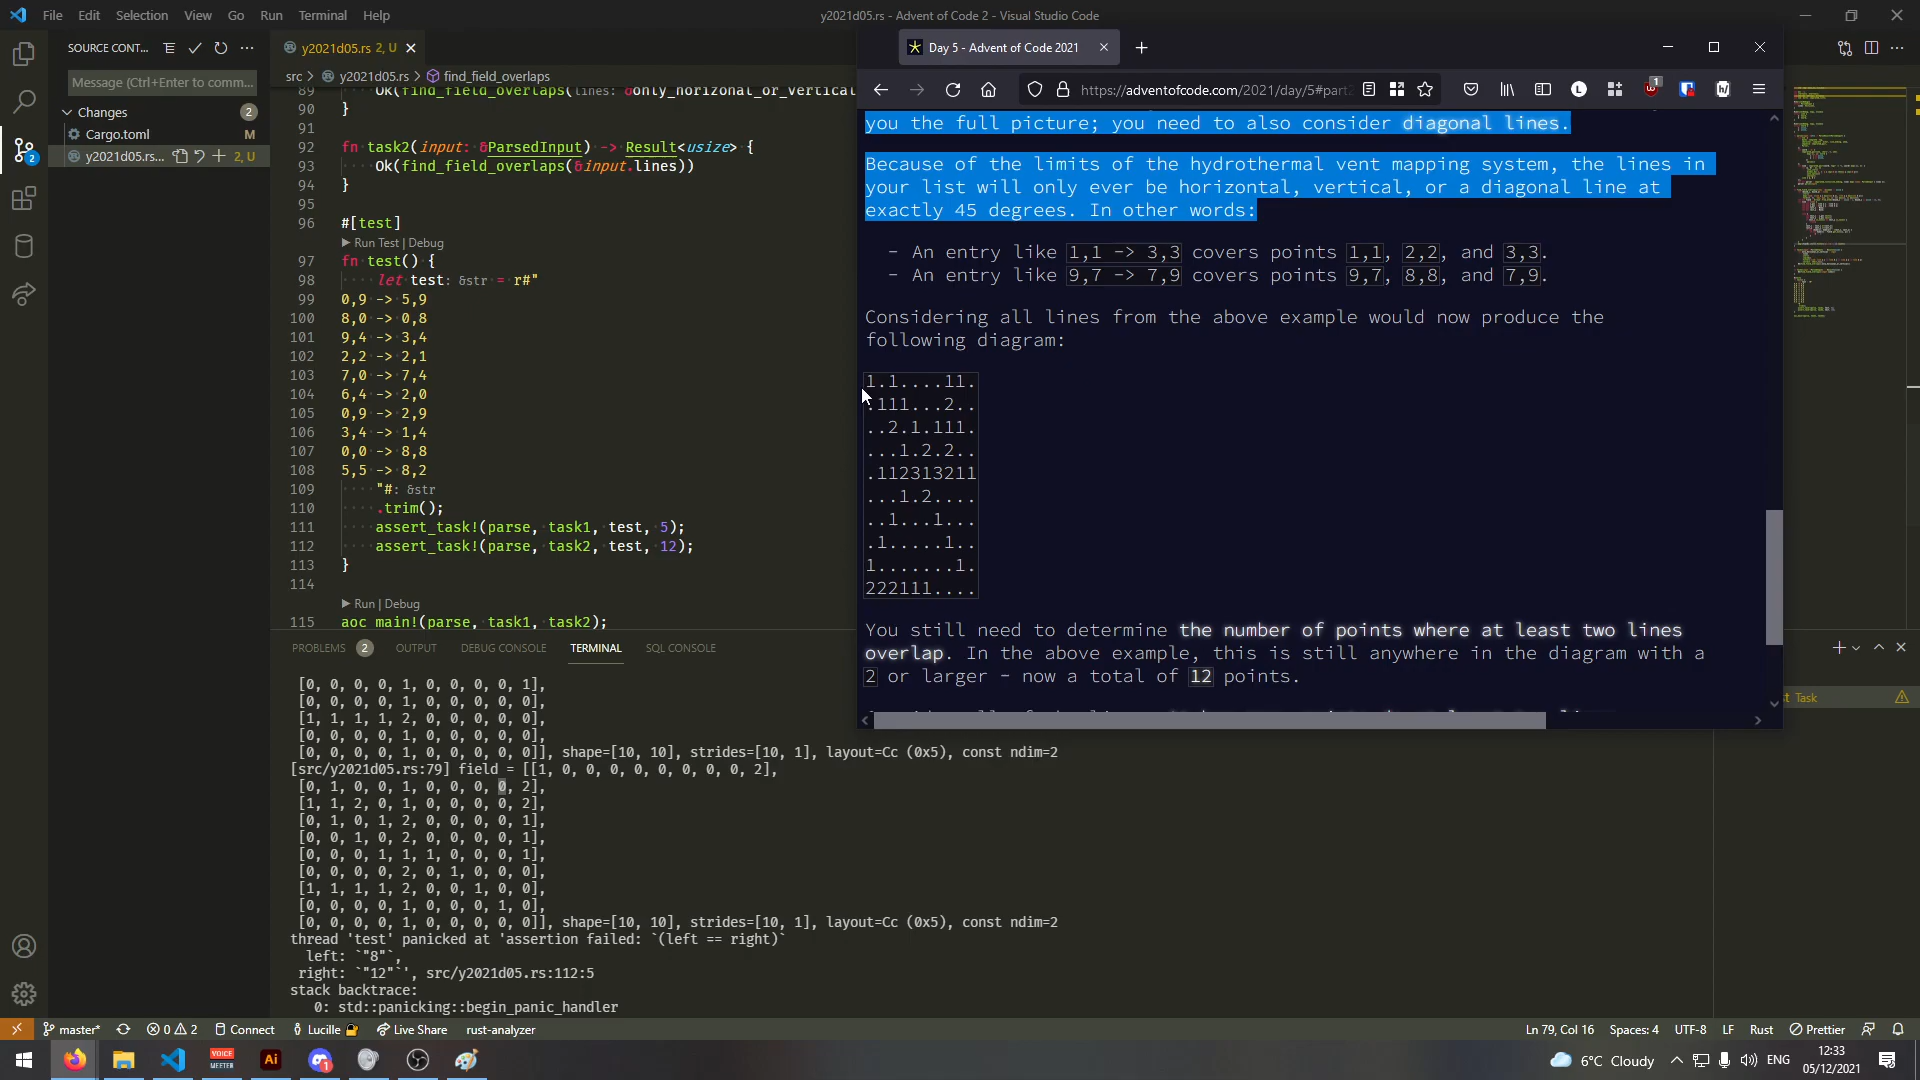 File Edit Selection View Go Run Terminal Help
y2021d05.rs - Advent of Code 2 - Visual Studio Code
SOURCE CONT...
Message (Ctrl+Enter to comm...
Changes 2
Cargo.toml M
y2021d05.rs... 2, U
y2021d05.rs 2, U
src > y2021d05.rs > find_field_overlaps
89 Ok(find_field_overlaps(lines: &only_horizonal_or_vertical
90 }
91
92 fn task2(input: &ParsedInput) -> Result<usize> {
93 Ok(find_field_overlaps(&input.lines))
94 }
95
96 #[test]
Run Test | Debug
97 fn test() {
98 let test: &str = r#"
99 0,9 -> 5,9
100 8,0 -> 0,8
101 9,4 -> 3,4
102 2,2 -> 2,1
103 7,0 -> 7,4
104 6,4 -> 2,0
105 0,9 -> 2,9
106 3,4 -> 1,4
107 0,0 -> 8,8
108 5,5 -> 8,2
109 "#: &str
110 .trim();
111 assert_task!(parse, task1, test, 5);
112 assert_task!(parse, task2, test, 12);
113 }
114
Run | Debug
115 aoc_main!(parse, task1, task2);
Day 5 - Advent of Code 2021
https://adventofcode.com/2021/day/5#part2
1
you the full picture; you need to also consider diagonal lines.
Because of the limits of the hydrothermal vent mapping system, the lines in
your list will only ever be horizontal, vertical, or a diagonal line at
exactly 45 degrees. In other words:
- An entry like 1,1 -> 3,3 covers points 1,1, 2,2, and 3,3.
- An entry like 9,7 -> 7,9 covers points 9,7, 8,8, and 7,9.
Considering all lines from the above example would now produce the
following diagram:
1.1....11.
.111...2..
..2.1.111.
...1.2.2..
.112313211
...1.2....
..1...1...
.1.....1..
1.......1.
222111....
You still need to determine the number of points where at least two lines
overlap. In the above example, this is still anywhere in the diagram with a
2 or larger - now a total of 12 points.
PROBLEMS 2 OUTPUT DEBUG CONSOLE TERMINAL SQL CONSOLE
[0, 0, 0, 0, 1, 0, 0, 0, 0, 1],
[0, 0, 0, 0, 1, 0, 0, 0, 0, 0],
[1, 1, 1, 1, 2, 0, 0, 0, 0, 0],
[0, 0, 0, 0, 1, 0, 0, 0, 0, 0],
[0, 0, 0, 0, 1, 0, 0, 0, 0, 0]], shape=[10, 10], strides=[10, 1], layout=Cc (0x5), const ndim=2
[src/y2021d05.rs:79] field = [[1, 0, 0, 0, 0, 0, 0, 0, 0, 2],
[0, 1, 0, 0, 1, 0, 0, 0, 0, 2],
[1, 1, 2, 0, 1, 0, 0, 0, 0, 2],
[0, 1, 0, 1, 2, 0, 0, 0, 0, 1],
[0, 0, 1, 0, 2, 0, 0, 0, 0, 1],
[0, 0, 0, 1, 1, 1, 0, 0, 0, 1],
[0, 0, 0, 0, 2, 0, 1, 0, 0, 0],
[1, 1, 1, 1, 2, 0, 0, 1, 0, 0],
[0, 0, 0, 0, 1, 0, 0, 0, 1, 0],
[0, 0, 0, 0, 1, 0, 0, 0, 0, 0]], shape=[10, 10], strides=[10, 1], layout=Cc (0x5), const ndim=2
thread 'test' panicked at 'assertion failed: `(left == right)`
left: `"8"`,
right: `"12"`', src/y2021d05.rs:112:5
stack backtrace:
0: std::panicking::begin_panic_handler
Task
master* 0 2 Connect Lucille Live Share rust-analyzer
Ln 79, Col 16 Spaces: 4 UTF-8 LF Rust Prettier
VOICE MEETER
Ai
6°C Cloudy ENG 12:33
05/12/2021